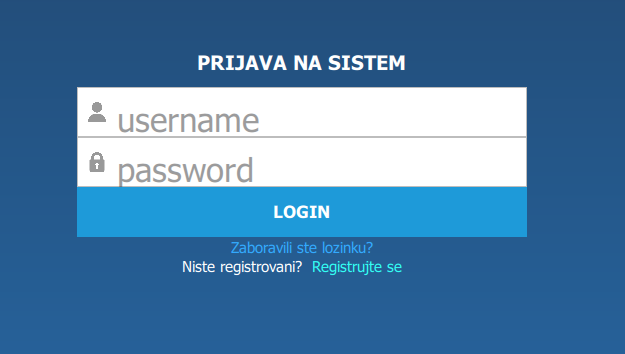 PRIJAVA NA SISTEM
username
password
LOGIN
Zaboravili ste lozinku?
Niste registrovani? Registrujte se